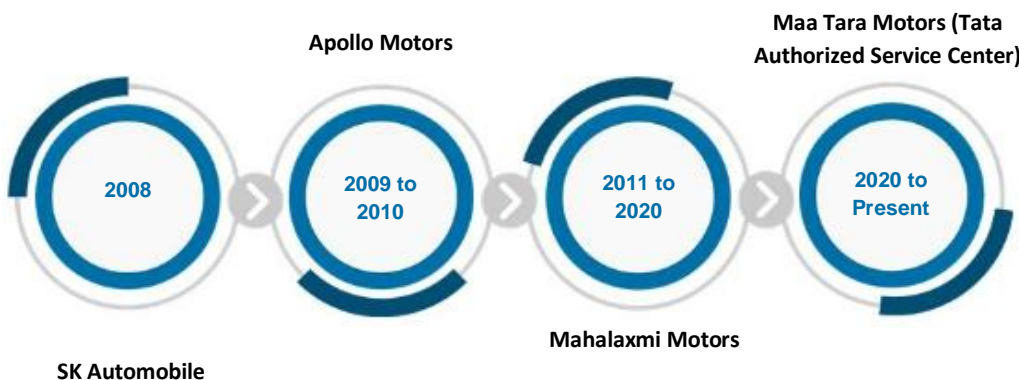 Apollo Motors
Maa Tara Motors (Tata
Authorized Service Center)
2008
2009 to
2010
2011 to
2020
2020 to
Present
Mahalaxmi Motors
SK Automobile